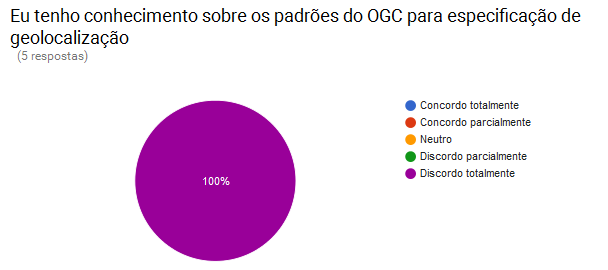 Eu tenho conhecimento sobre os padrões do OGC para especificação de
geolocalização
(5 respostas)
100%
Concordo totalmente
Concordo parcialmente
Neutro
Discordo parcialmente
Discordo totalmente